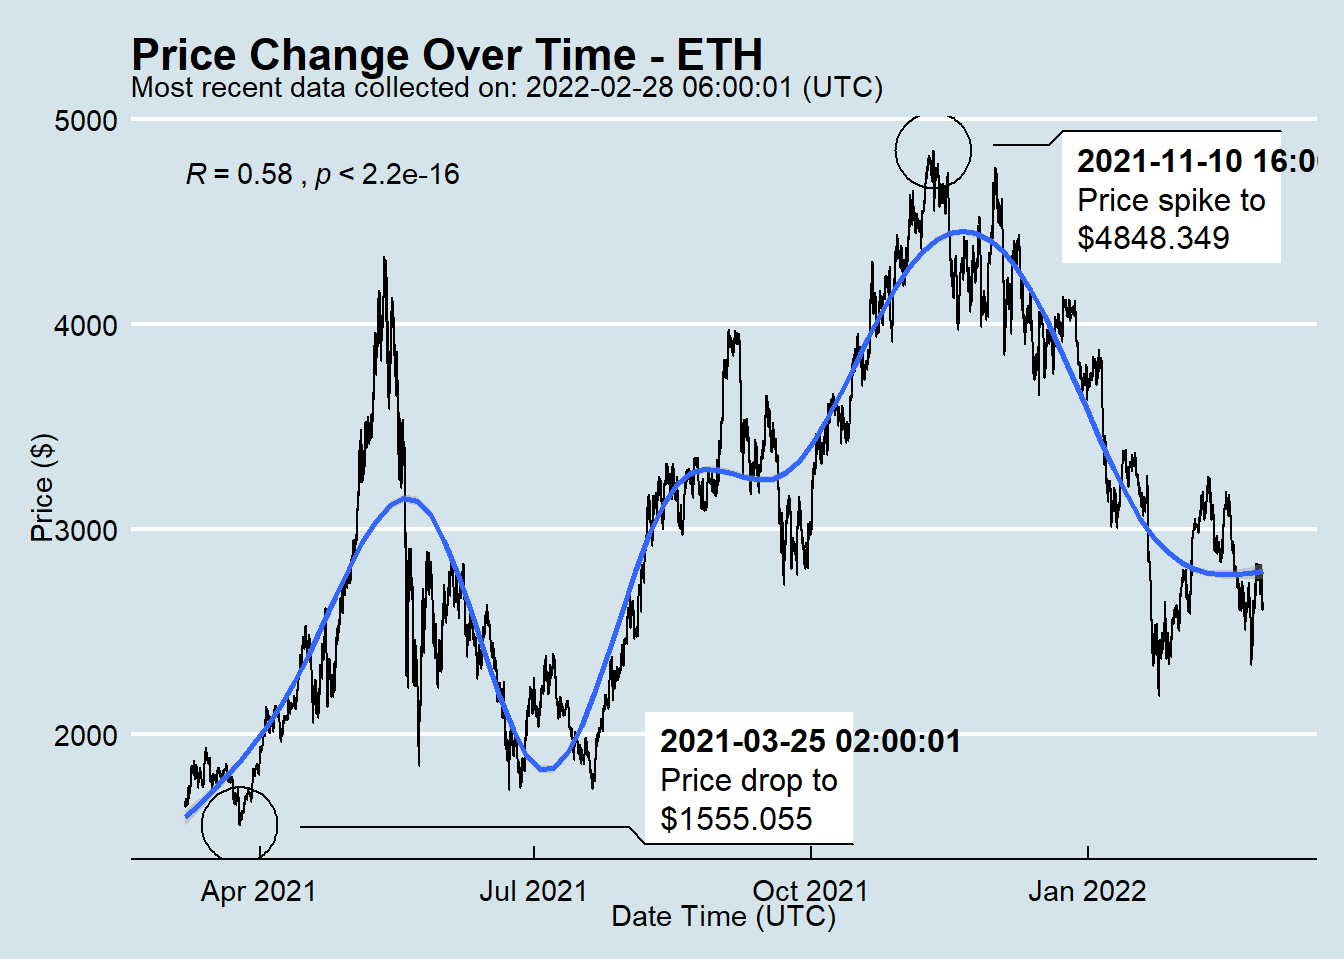 Price Change Over Time - ETH
Most recent data collected on: 2022-02-28 06:00:01 (UTC)
5000
4000
3000
2000
Price ($)
R = 0.58 , p < 2.2e-16
2021-11-10 16:0
Price spike to
$4848.349
2021-03-25 02:00:01
Price drop to
$1555.055
Apr 2021
Jul 2021
Oct 2021
Jan 2022
Date Time (UTC)